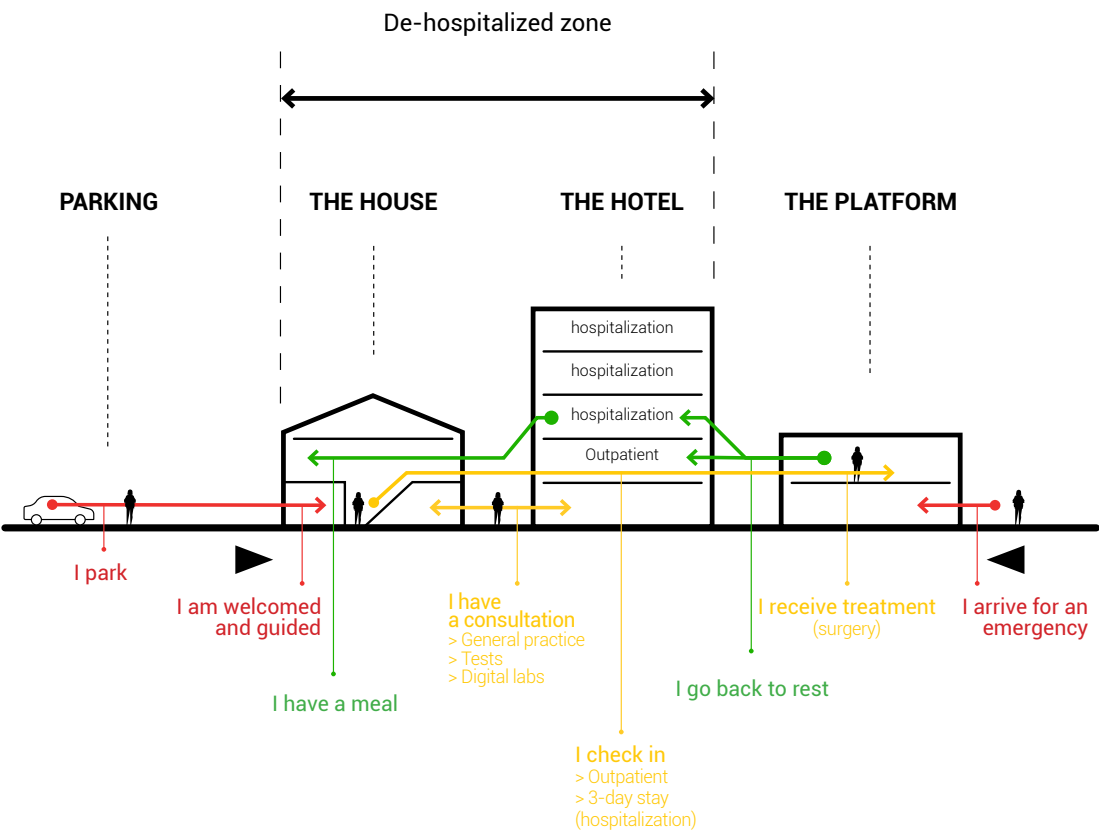 De-hospitalized zone
PARKING
THE HOUSE
THE HOTEL
THE PLATFORM
hospitalization
hospitalization
hospitalization
Outpatient
I park
I am welcomed
and guided
I have a meal
I have
a consultation
> General practice
> Tests
> Digital labs
I check in
> Outpatient
> 3-day stay
(hospitalization)
I go back to rest
I receive treatment
(surgery)
I arrive for an
emergency